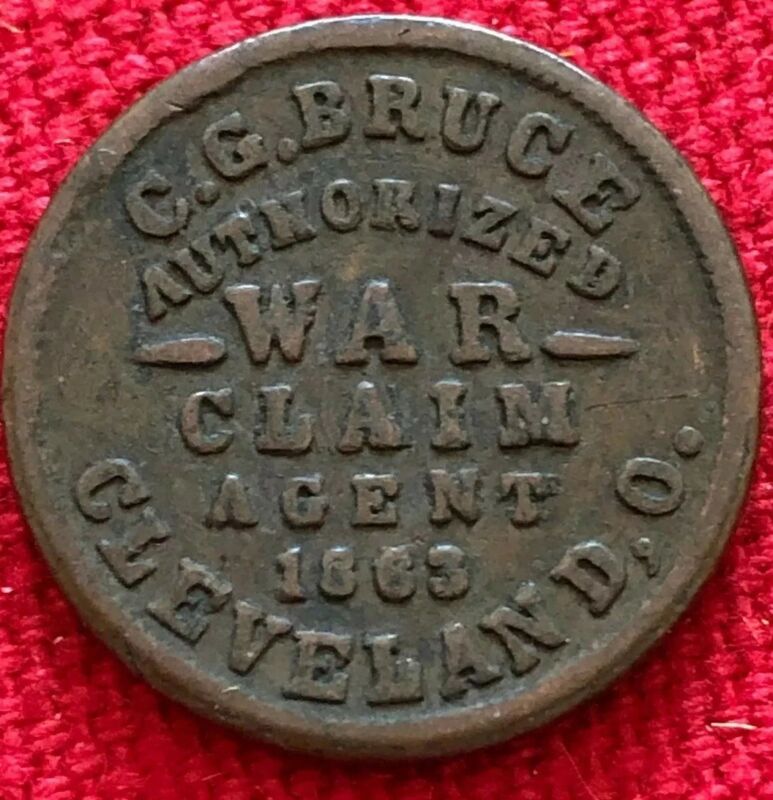 C.G.BRUCE
AUTHORIZED
WAR
CLAIM
AGENT
1863
CLEVELAND, O.